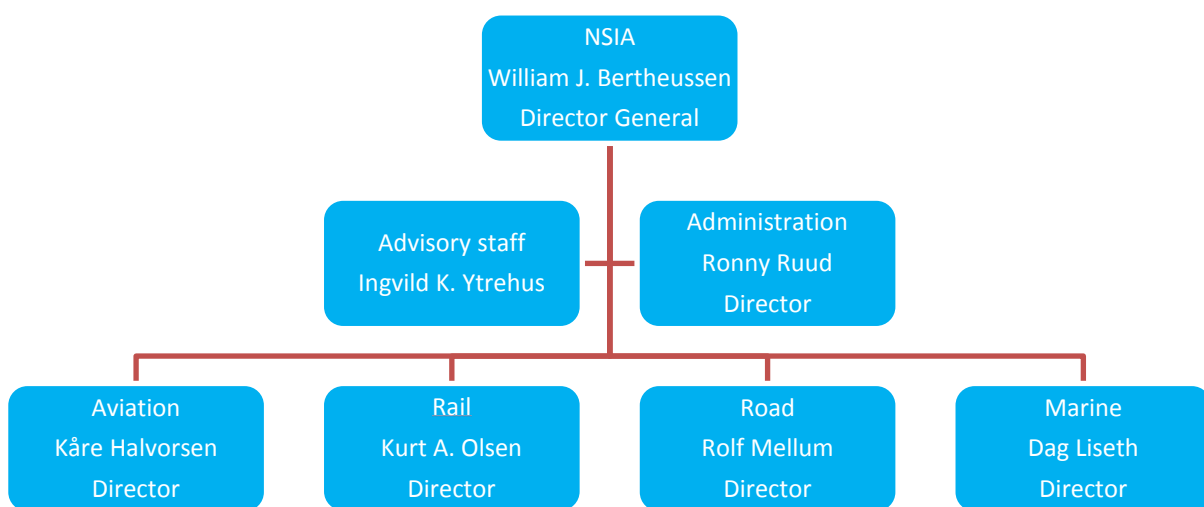 NSIA
William J. Bertheussen
Director General
Advisory staff
Ingvild K. Ytrehus
Administration
Ronny Ruud
Director
Aviation
Kåre Halvorsen
Director
Rail
Kurt A. Olsen
Director
Road
Rolf Mellum
Director
Marine
Dag Liseth
Director